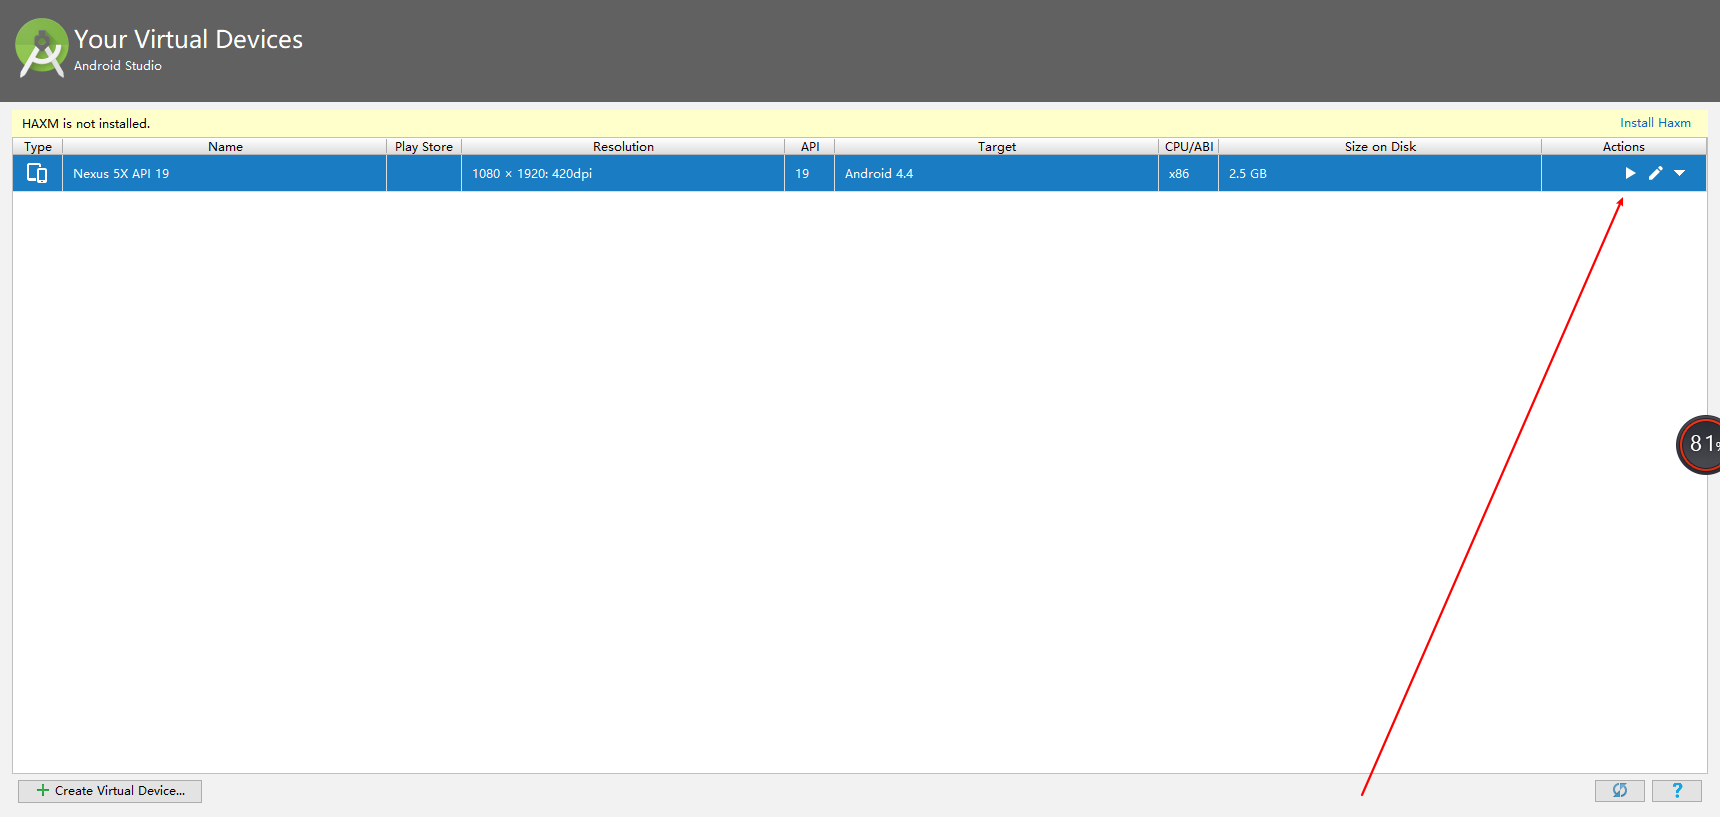 Your Virtual Devices
Android Studio
HAXM is not installed. Install Haxm
Type Name Play Store Resolution API Target CPU/ABI Size on Disk Actions
Nexus 5X API 19 1080 × 1920: 420dpi 19 Android 4.4 x86 2.5 GB
81%
Create Virtual Device... ?